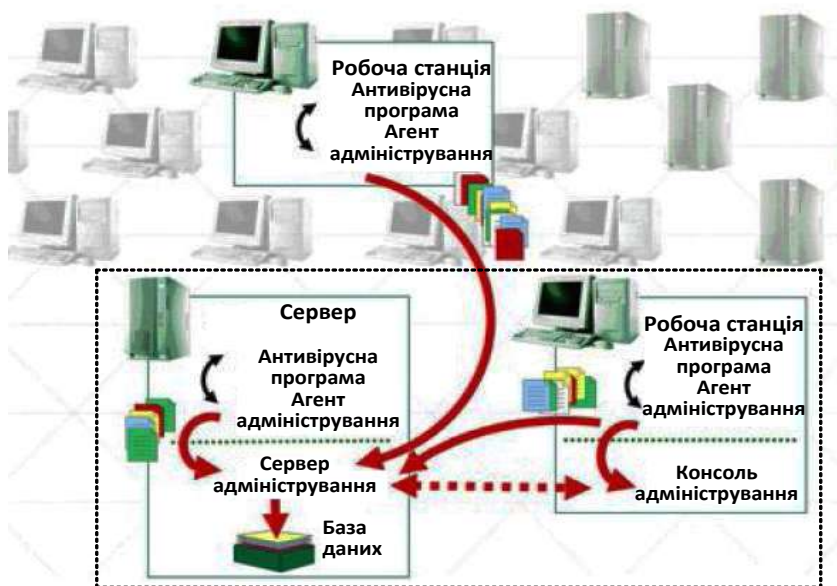 Робоча станція
Антивірусна
програма
Агент
адміністрування
Сервер
Антивірусна
програма
Агент
адміністрування
Сервер
адміністрування
База
даних
Робоча станція
Антивірусна
програма
Агент
адміністрування
Консоль
адміністрування